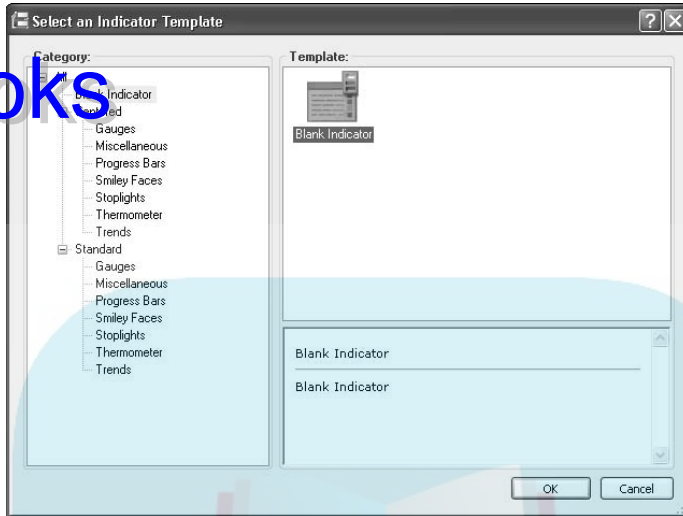 Select an Indicator Template
Category:
Template:
All
Blank Indicator
Gauges
Miscellaneous
Progress Bars
Smiley Faces
Stoplights
Thermometer
Trends
Standard
Gauges
Miscellaneous
Progress Bars
Smiley Faces
Stoplights
Thermometer
Trends
Blank Indicator
Blank Indicator
Blank Indicator
OK
Cancel
oks